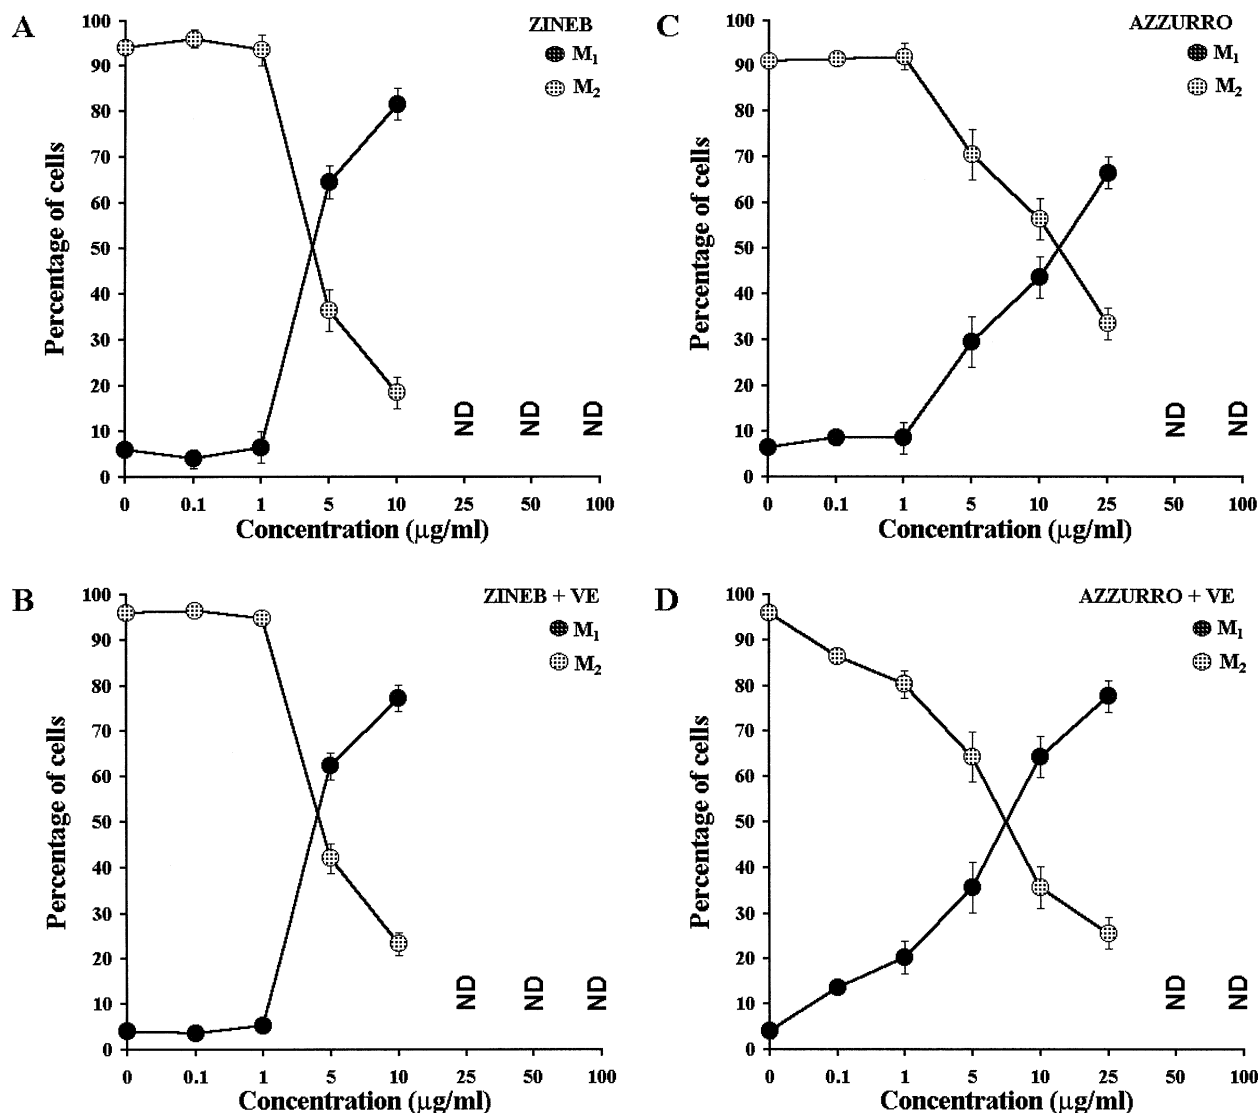 A
ZINEB
M1
M2
Percentage of cells
100
90
80
70
60
50
40
30
20
10
0
ND ND ND
0 0.1 1 5 10 25 50 100
Concentration (μg/ml)
C
AZZURRO
M1
M2
Percentage of cells
100
90
80
70
60
50
40
30
20
10
0
ND ND
0 0.1 1 5 10 25 50 100
Concentration (μg/ml)
B
ZINEB + VE
M1
M2
Percentage of cells
100
90
80
70
60
50
40
30
20
10
0
ND ND ND
0 0.1 1 5 10 25 50 100
Concentration (μg/ml)
D
AZZURRO + VE
M1
M2
Percentage of cells
100
90
80
70
60
50
40
30
20
10
0
ND ND
0 0.1 1 5 10 25 50 100
Concentration (μg/ml)